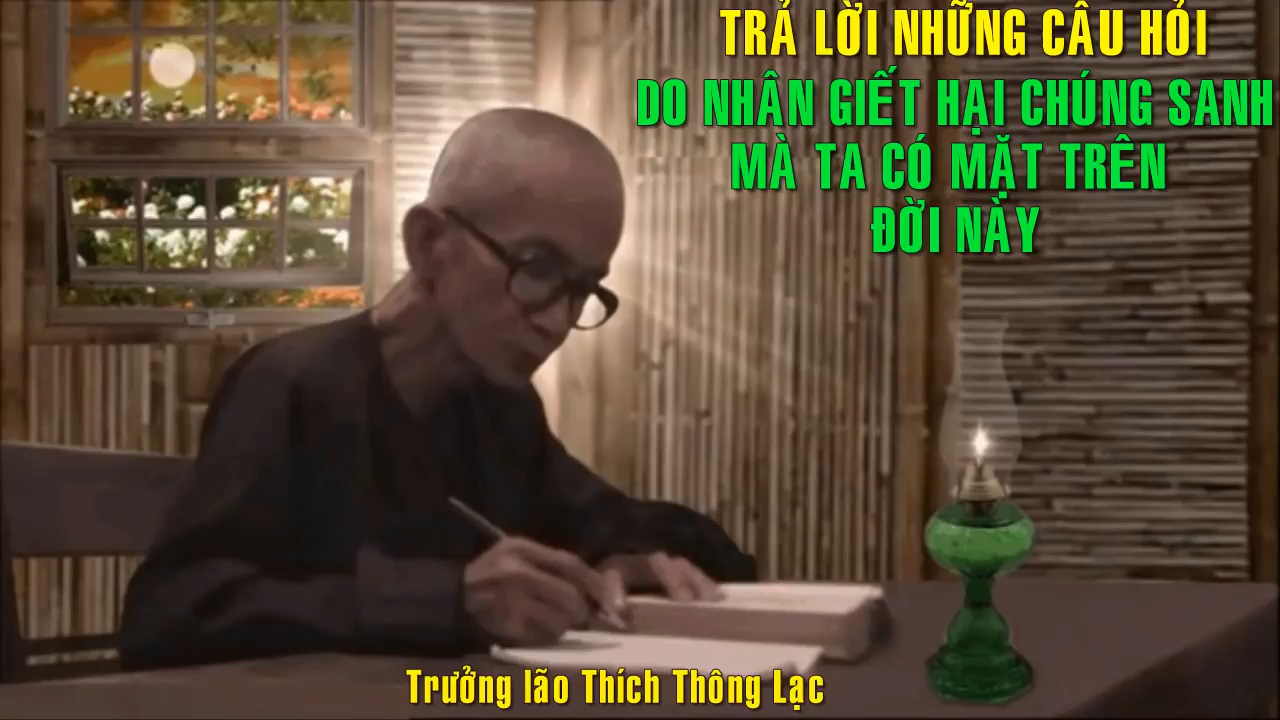 TRẢ LỜI NHỮNG CÂU HỎI
DO NHÂN GIẾT HẠI CHÚNG SANH
MÀ TA CÓ MẶT TRÊN
ĐỜI NÀY
Trưởng lão Thích Thông Lạc